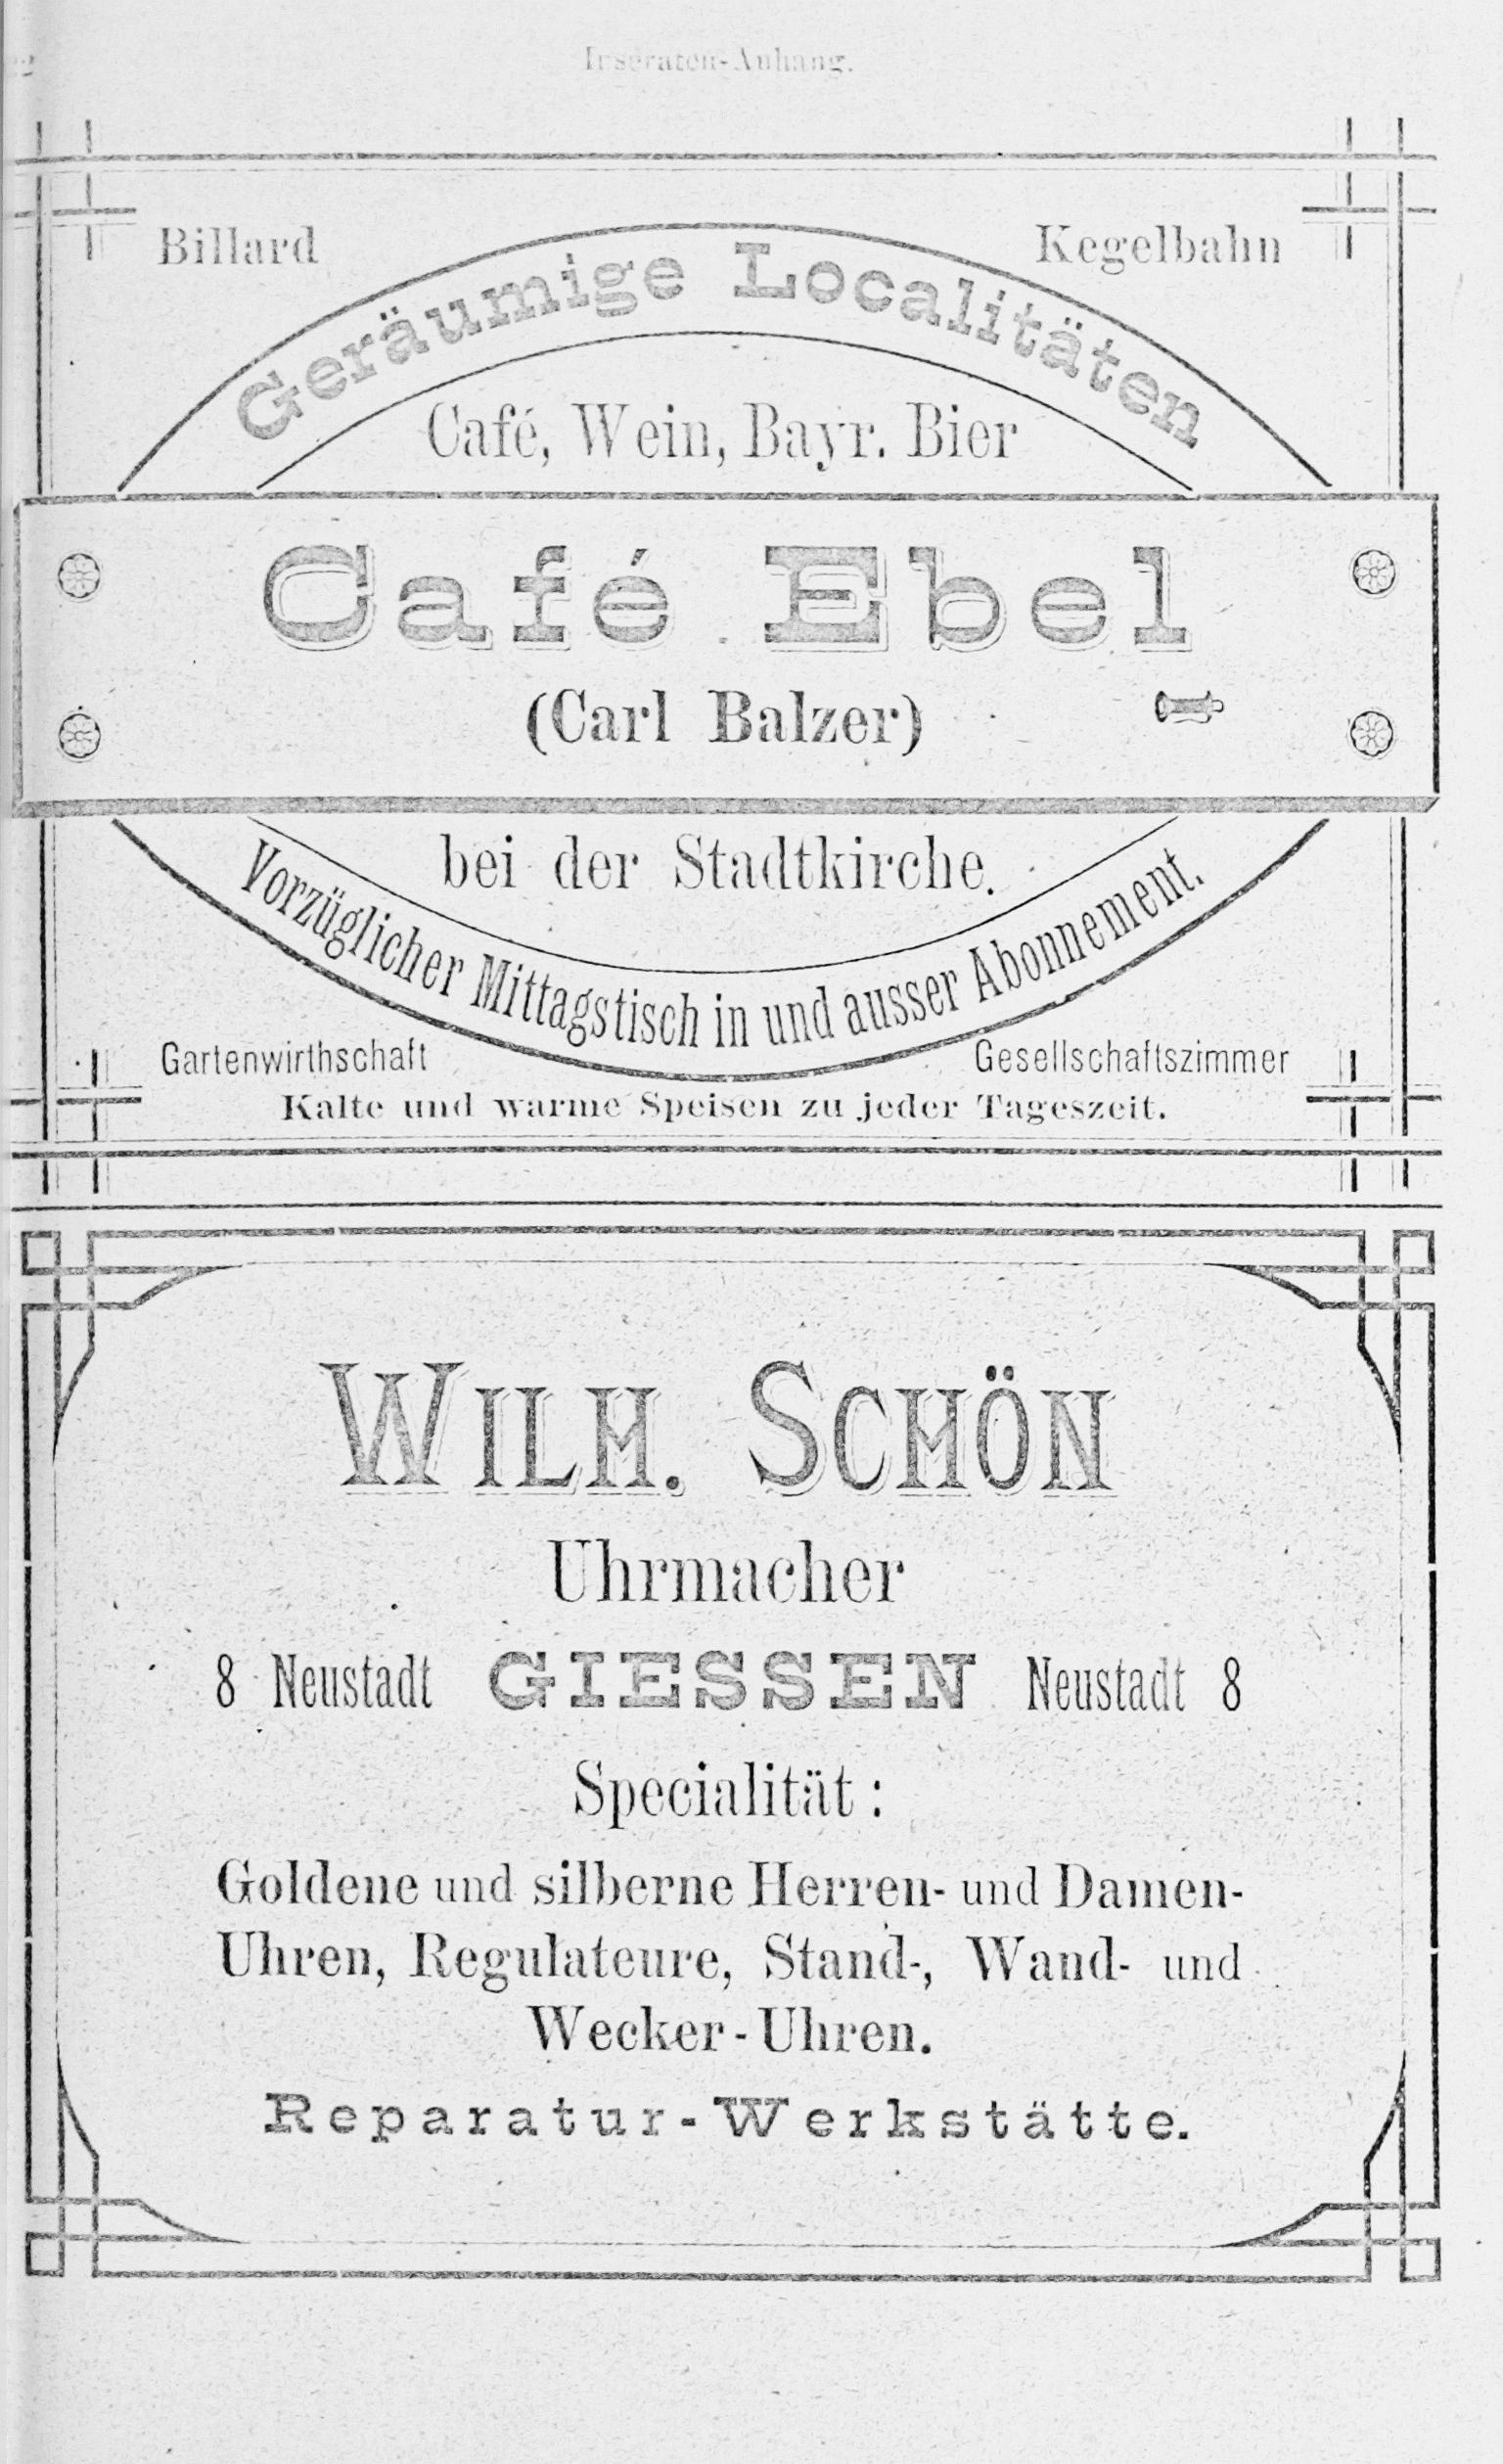 Inseraten-Anhang.
Billard
Kegelbahn
Geräumige Localitäten
Café, Wein, Bayr. Bier
Café Ebel
(Carl Balzer)
bei der Stadtkirche.
Vorzüglicher Mittagstisch in und ausser Abonnement.
Gartenwirthschaft
Gesellschaftszimmer
Kalte und warme Speisen zu jeder Tageszeit.
WILH. SCHÖN
Uhrmacher
8 Neustadt GIESSEN Neustadt 8
Specialität:
Goldene und silberne Herren- und Damen-
Uhren, Regulateure, Stand-, Wand- und
Wecker-Uhren.
Reparatur-Werkstätte.